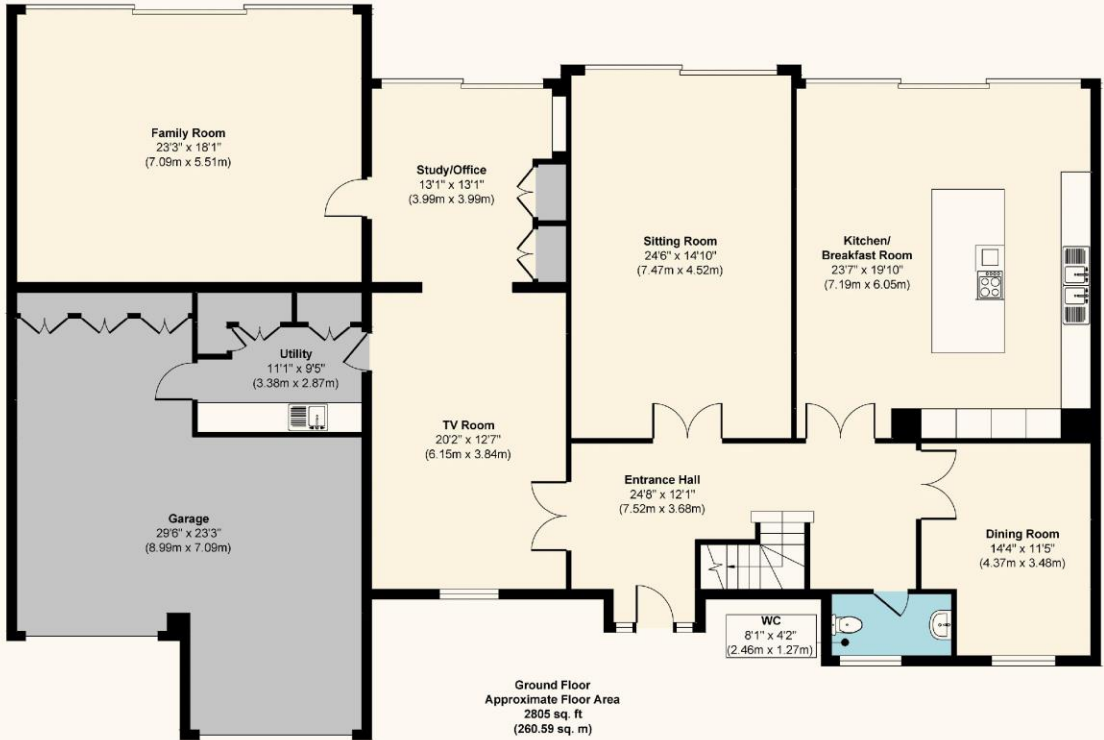 Family Room
23'3" x 18'1"
(7.09m x 5.51m)
Study/Office
13'1" x 13'1"
(3.99m x 3.99m)
Sitting Room
24'6" x 14'10"
(7.47m x 4.52m)
Kitchen/
Breakfast Room
23'7" x 19'10"
(7.19m x 6.05m)
Utility
11'1" x 9'5"
(3.38m x 2.87m)
TV Room
20'2" x 12'7"
(6.15m x 3.84m)
Entrance Hall
24'8" x 12'1"
(7.52m x 3.68m)
Garage
29'6" x 23'3"
(8.99m x 7.09m)
Dining Room
14'4" x 11'5"
(4.37m x 3.48m)
WC
8'1" x 4'2"
(2.46m x 1.27m)
Ground Floor
Approximate Floor Area
2805 sq. ft
(260.59 sq. m)